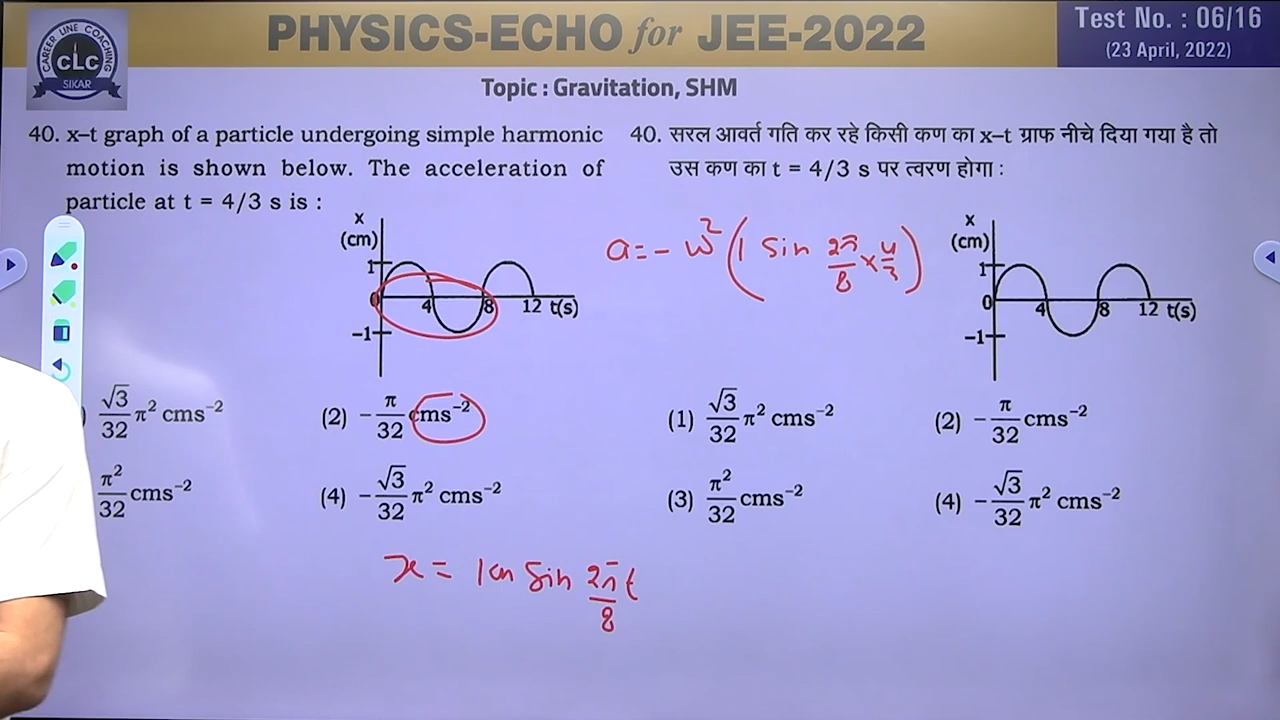 PHYSICS-ECHO for JEE-2022
Test No. : 06/16
(23 April, 2022)
CAREER LINE COACHING
CLC
SIKAR
Topic : Gravitation, SHM
40. x–t graph of a particle undergoing simple harmonic
motion is shown below. The acceleration of
particle at t = 4/3 s is :
x
(cm)
1
0
4
8
12
t(s)
–1
√3/32 π² cms⁻²
(2) –π/32 cms⁻²
π²/32 cms⁻²
(4) –√3/32 π² cms⁻²
x = 1cm sin 2π/8 t
a = – ω² (1 sin 2π/8 × 4/3)
40. सरल आवर्त गति कर रहे किसी कण का x–t ग्राफ नीचे दिया गया है तो
उस कण का t = 4/3 s पर त्वरण होगा :
x
(cm)
1
0
4
8
12
t(s)
–1
(1) √3/32 π² cms⁻²
(2) –π/32 cms⁻²
(3) π²/32 cms⁻²
(4) –√3/32 π² cms⁻²